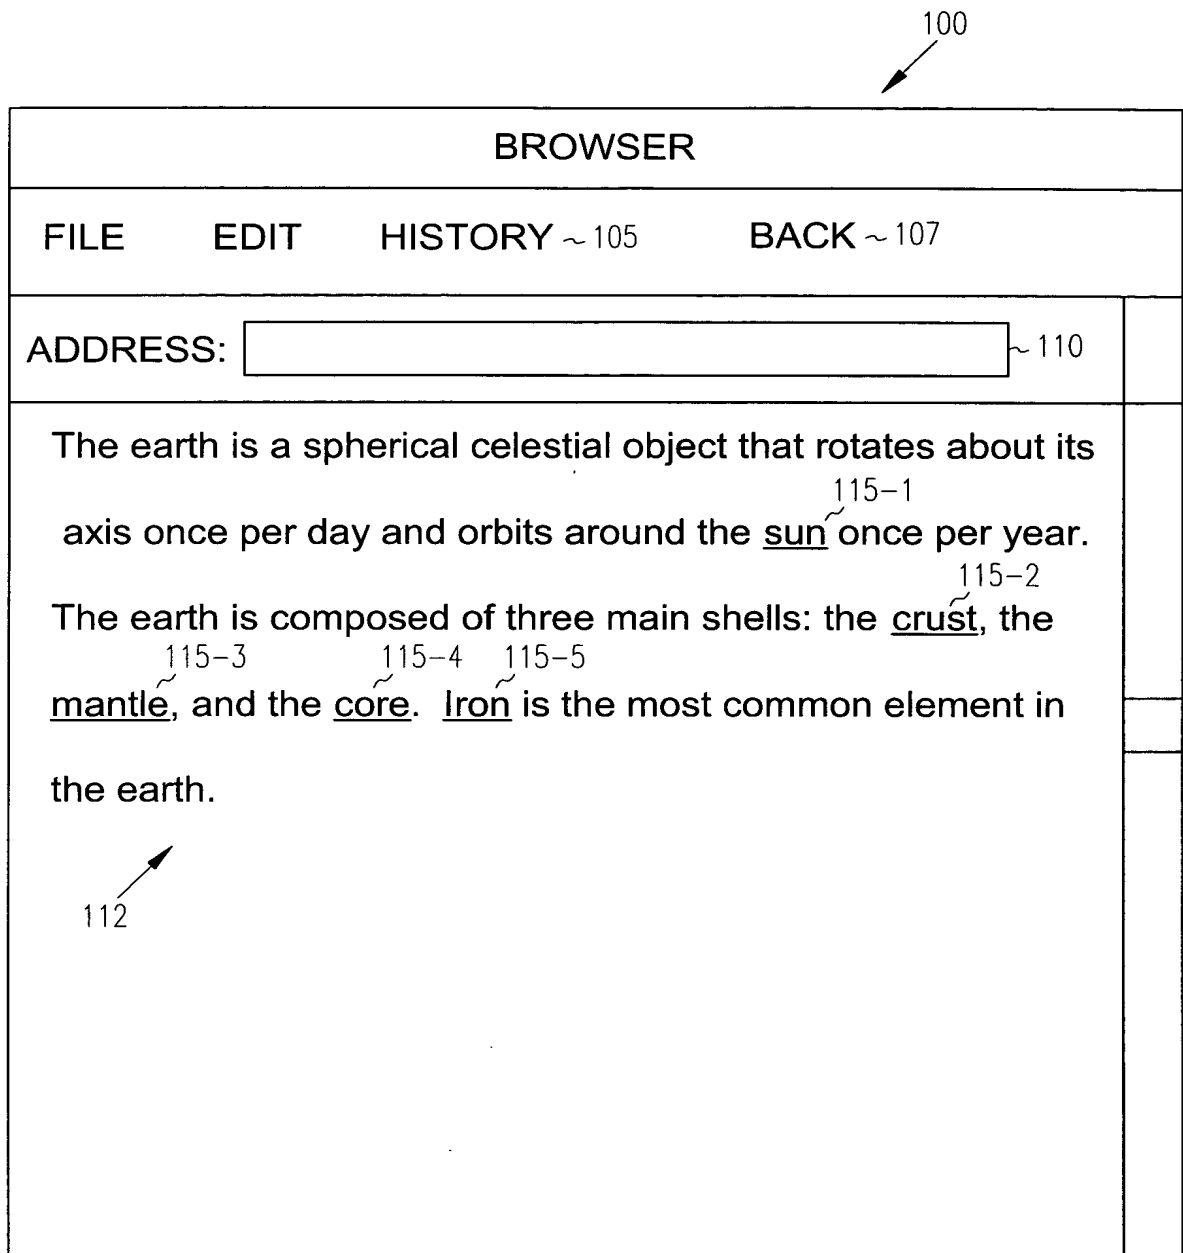 100
BROWSER
FILE EDIT HISTORY ~105 BACK ~107
ADDRESS: ~110
The earth is a spherical celestial object that rotates about its
115-1
axis once per day and orbits around the sun once per year.
115-2
The earth is composed of three main shells: the crust, the
115-3 115-4 115-5
mantle, and the core. Iron is the most common element in
the earth.
112